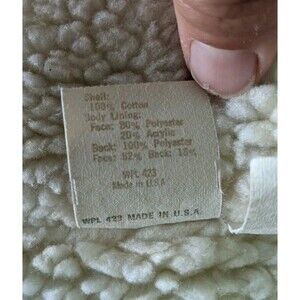 Shell:
100% Cotton
Body Lining:
Face: 80% Polyester
20% Acrylic
Back: 100% Polyester
Face: 82% Back: 18%
WPL 423
Made in U.S.A
WPL 423 MADE IN U.S.A.